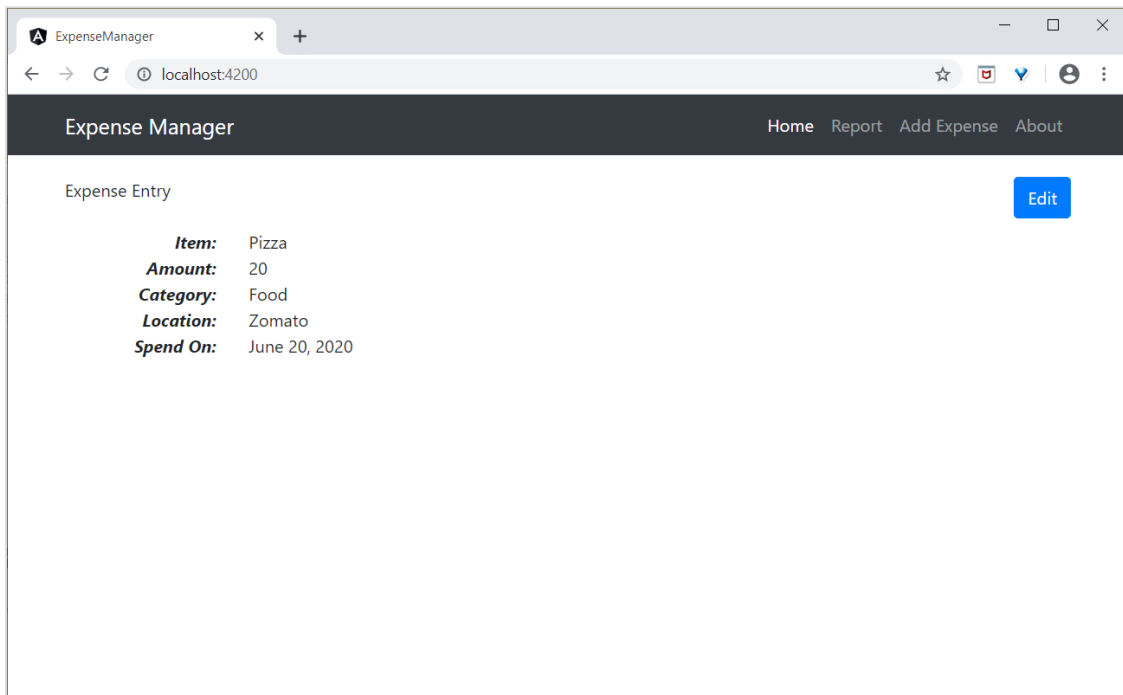 ExpenseManager
localhost:4200
Expense Manager Home Report Add Expense About
Expense Entry Edit
Item: Pizza
Amount: 20
Category: Food
Location: Zomato
Spend On: June 20, 2020